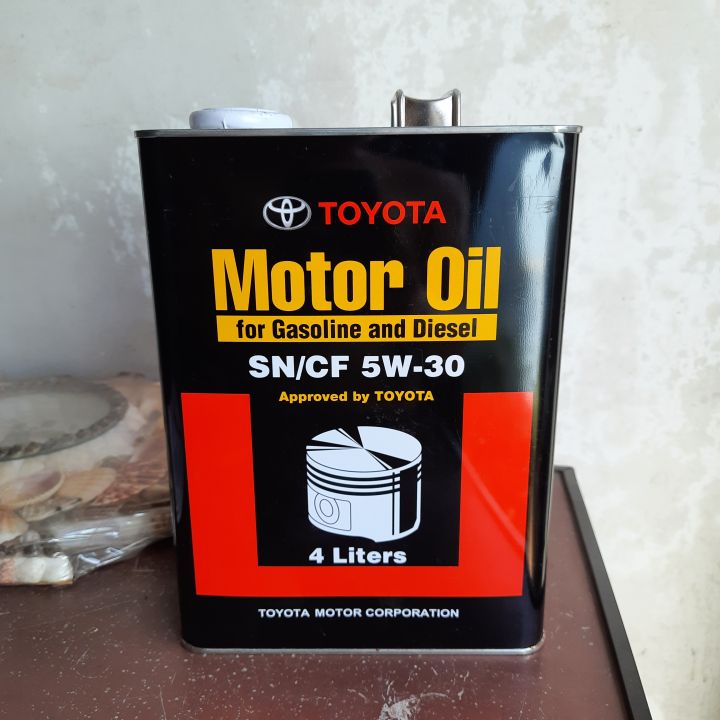 TOYOTA
Motor Oil
for Gasoline and Diesel
SN/CF 5W-30
Approved by TOYOTA
4 Liters
TOYOTA MOTOR CORPORATION